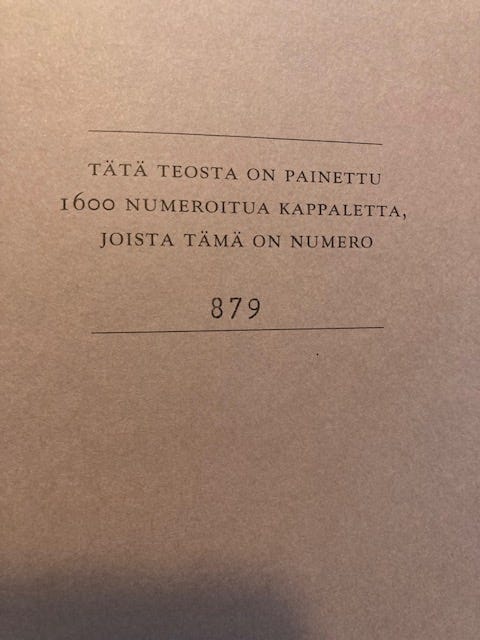 TÄTÄ TEOSTA ON PAINETTU
1600 NUMEROITUA KAPPALETTA,
JOISTA TÄMÄ ON NUMERO
879